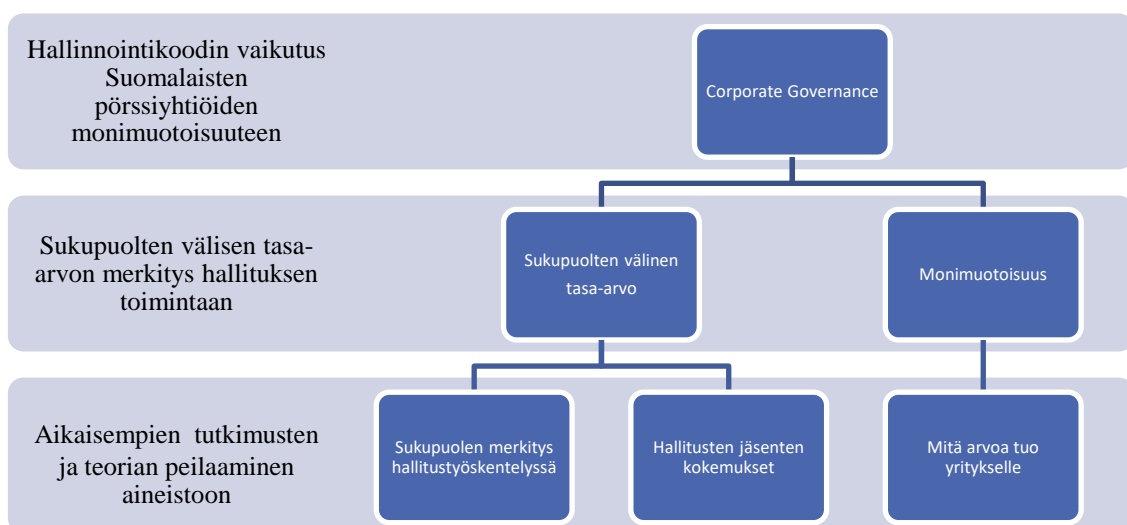 Hallinnointikoodin vaikutus
Suomalaisten
pörssiyhtiöiden
monimuotoisuuteen
Corporate Governance
Sukupuolten välisen tasa-
arvon merkitys hallituksen
toimintaan
Sukupuolten välinen
tasa-arvo
Monimuotoisuus
Aikaisempien tutkimusten
ja teorian peilaaminen
aineistoon
Sukupuolen merkitys
hallitustyöskentelyssä
Hallitusten jäsenten
kokemukset
Mitä arvoa tuo
yritykselle